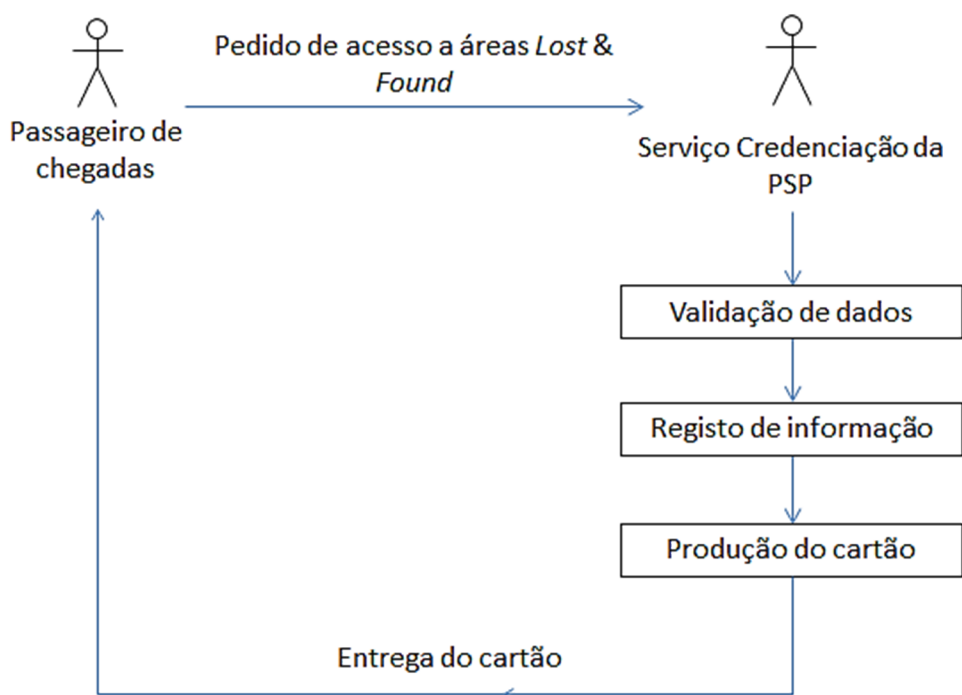 Pedido de acesso a áreas Lost &
Found
Passageiro de
chegadas
Serviço Credenciação da
PSP
Validação de dados
Registo de informação
Produção do cartão
Entrega do cartão